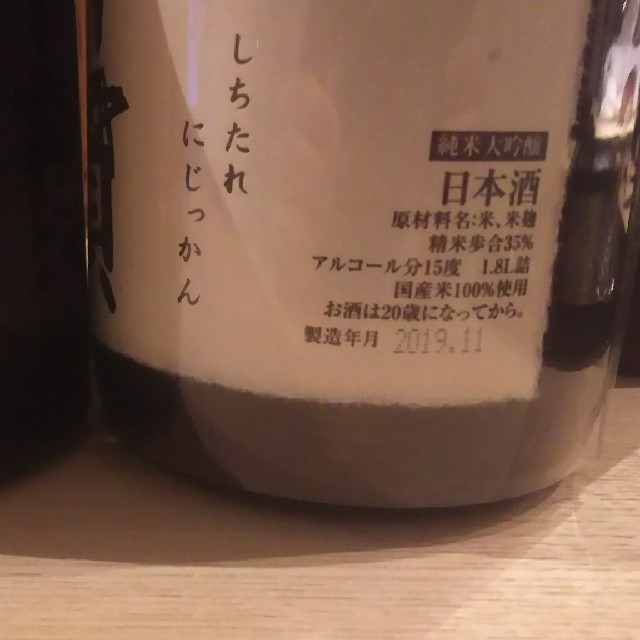 しちたれ
にじっかん
純米大吟醸
日本酒
原材料名:米、米麹
精米歩合35%
アルコール分15度 1.8L詰
国産米100%使用
お酒は20歳になってから。
製造年月 2019.11